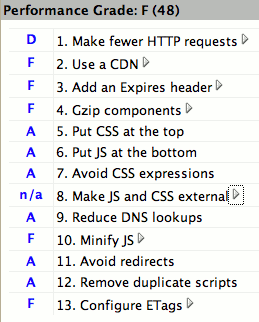 Performance Grade: F (48)
D 1. Make fewer HTTP requests
F 2. Use a CDN
F 3. Add an Expires header
F 4. Gzip components
A 5. Put CSS at the top
A 6. Put JS at the bottom
A 7. Avoid CSS expressions
n/a 8. Make JS and CSS external
A 9. Reduce DNS lookups
F 10. Minify JS
A 11. Avoid redirects
A 12. Remove duplicate scripts
F 13. Configure ETags